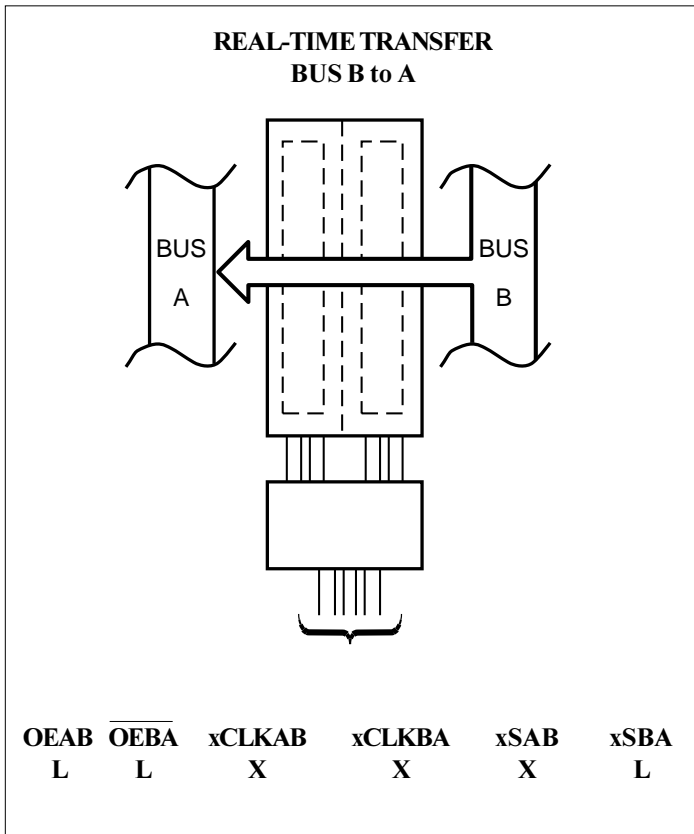 REAL-TIME TRANSFER
BUS B to A
BUS BUS
A B
OEAB OEBA xCLKAB xCLKBA xSAB xSBA
L L X X X L